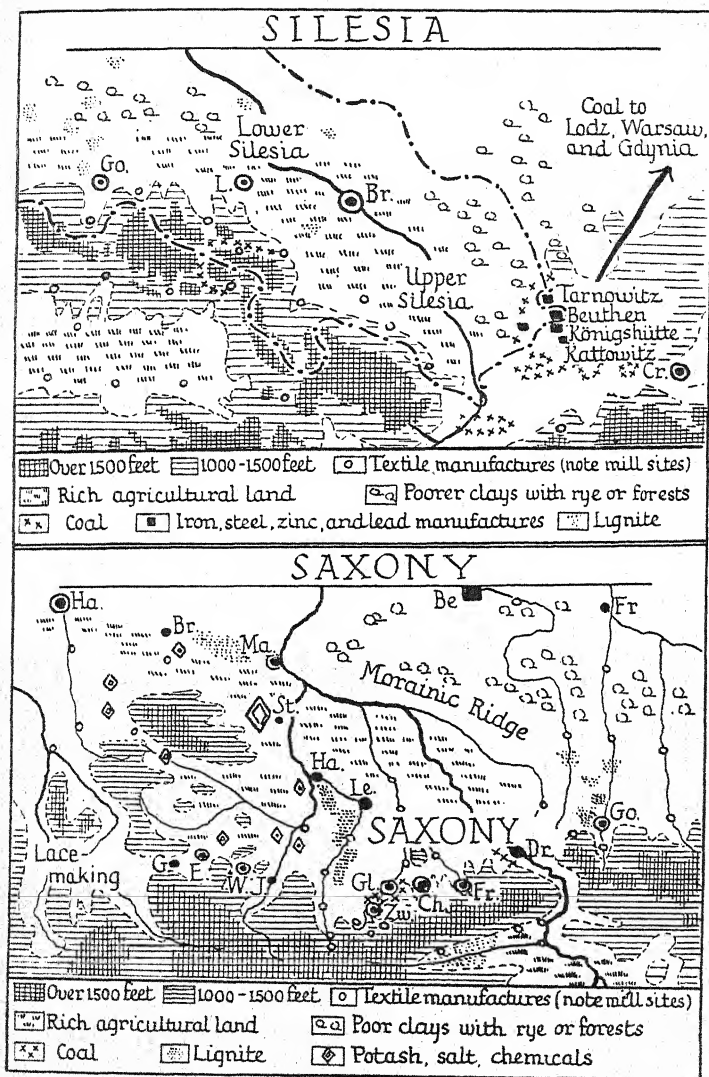 SILESIA
Coal to
Lodz, Warsaw,
and Gdynia
Lower
Silesia
Go.
L.
Br.
Upper
Silesia
Tarnowitz
Beuthen
Königshütte
Kattowitz
Cr.
Over 1500 feet 1000-1500 feet Textile manufactures (note mill sites)
Rich agricultural land Poorer clays with rye or forests
Coal Iron, steel, zinc, and lead manufactures Lignite
SAXONY
Ha.
Be
Fr
Br.
Ma.
Morainic Ridge
St.
Ha.
Le.
SAXONY
Go.
Dr.
Lace-
making
G.
E.
W.
J.
Gl.
Zw.
Ch.
Fr.
Over 1500 feet 1000-1500 feet Textile manufactures (note mill sites)
Rich agricultural land Poor clays with rye or forests
Coal Lignite Potash, salt, chemicals